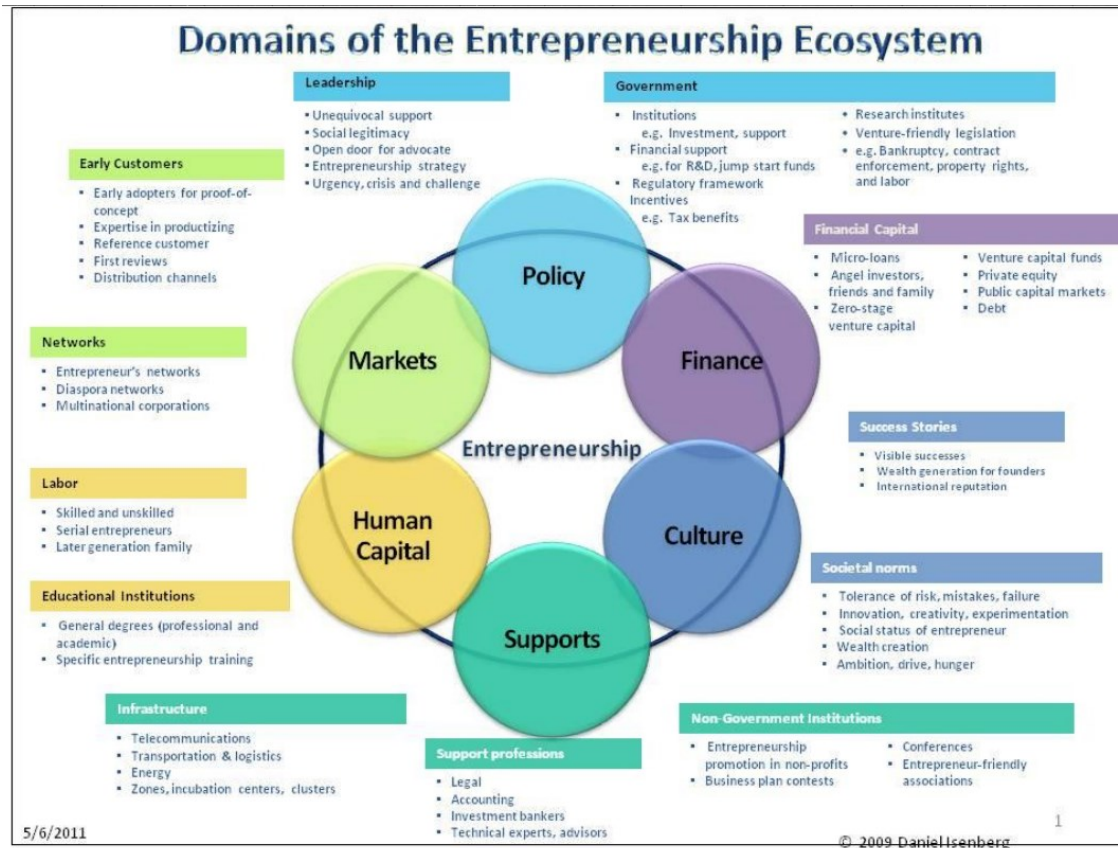 Domains of the Entrepreneurship Ecosystem
Leadership
▪ Unequivocal support
▪ Social legitimacy
▪ Open door for advocate
▪ Entrepreneurship strategy
▪ Urgency, crisis and challenge
Government
▪ Institutions
e.g. Investment, support
▪ Financial support
e.g. for R&D, jump start funds
▪ Regulatory framework
Incentives
e.g. Tax benefits
• Research institutes
• Venture-friendly legislation
• e.g. Bankruptcy, contract
enforcement, property rights,
and labor
Early Customers
▪ Early adopters for proof-of-
concept
▪ Expertise in productizing
▪ Reference customer
▪ First reviews
▪ Distribution channels
Financial Capital
▪ Micro-loans
▪ Angel investors,
friends and family
▪ Zero-stage
venture capital
▪ Venture capital funds
▪ Private equity
▪ Public capital markets
▪ Debt
Networks
▪ Entrepreneur's networks
▪ Diaspora networks
▪ Multinational corporations
Policy
Markets
Finance
Entrepreneurship
Human
Capital
Culture
Supports
Success Stories
▪ Visible successes
▪ Wealth generation for founders
▪ International reputation
Labor
▪ Skilled and unskilled
▪ Serial entrepreneurs
▪ Later generation family
Societal norms
▪ Tolerance of risk, mistakes, failure
▪ Innovation, creativity, experimentation
▪ Social status of entrepreneur
▪ Wealth creation
▪ Ambition, drive, hunger
Educational Institutions
▪ General degrees (professional and
academic)
▪ Specific entrepreneurship training
Infrastructure
▪ Telecommunications
▪ Transportation & logistics
▪ Energy
▪ Zones, incubation centers, clusters
Support professions
▪ Legal
▪ Accounting
▪ Investment bankers
▪ Technical experts, advisors
Non-Government Institutions
▪ Entrepreneurship
promotion in non-profits
▪ Business plan contests
▪ Conferences
▪ Entrepreneur-friendly
associations
5/6/2011
1
© 2009 Daniel Isenberg